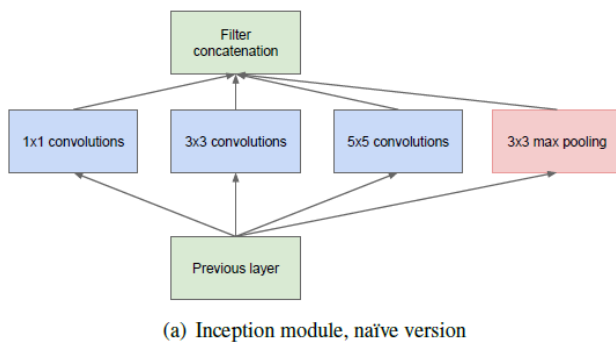 Filter
concatenation
1x1 convolutions
3x3 convolutions
5x5 convolutions
3x3 max pooling
Previous layer
(a) Inception module, naïve version